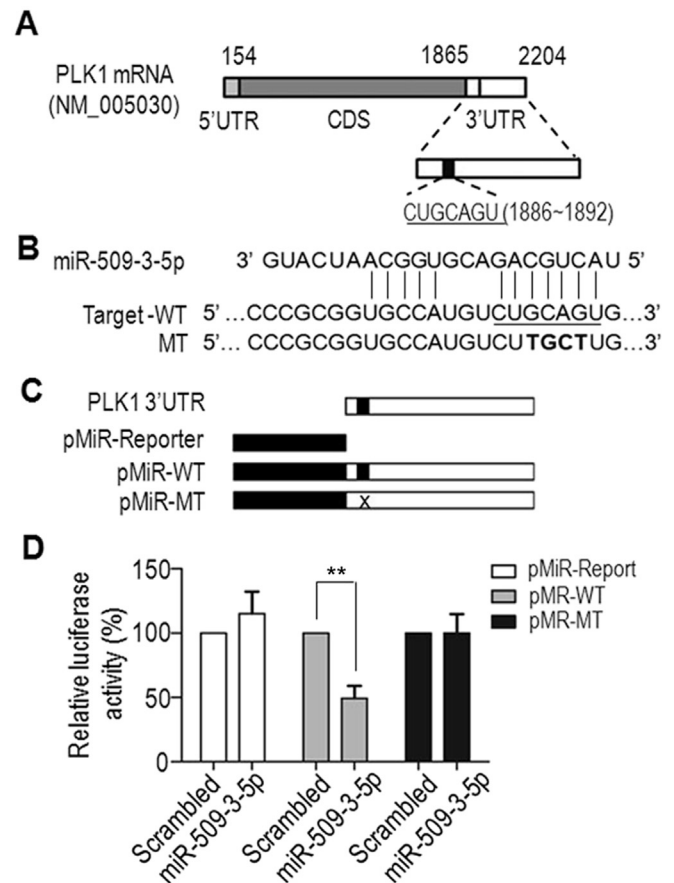 A
154 1865 2204
PLK1 mRNA
(NM_005030)
5'UTR CDS 3'UTR
CUGCAGU (1886~1892)
B
miR-509-3-5p 3' GUACUAACGGUGCAGACGUCAU 5'
Target -WT 5' ...CCCGCGGUGCCAUGUCUGCAGUG...3'
MT 5'... CCCGCGGUGCCAUGUCUTGCTUG...3'
C
PLK1 3'UTR
pMiR-Reporter
pMiR-WT
pMiR-MT x
D
Relative luciferase
activity (%)
150
100
50
0
**
pMiR-Report
pMR-WT
pMR-MT
Scrambled
miR-509-3-5p
Scrambled
miR-509-3-5p
Scrambled
miR-509-3-5p